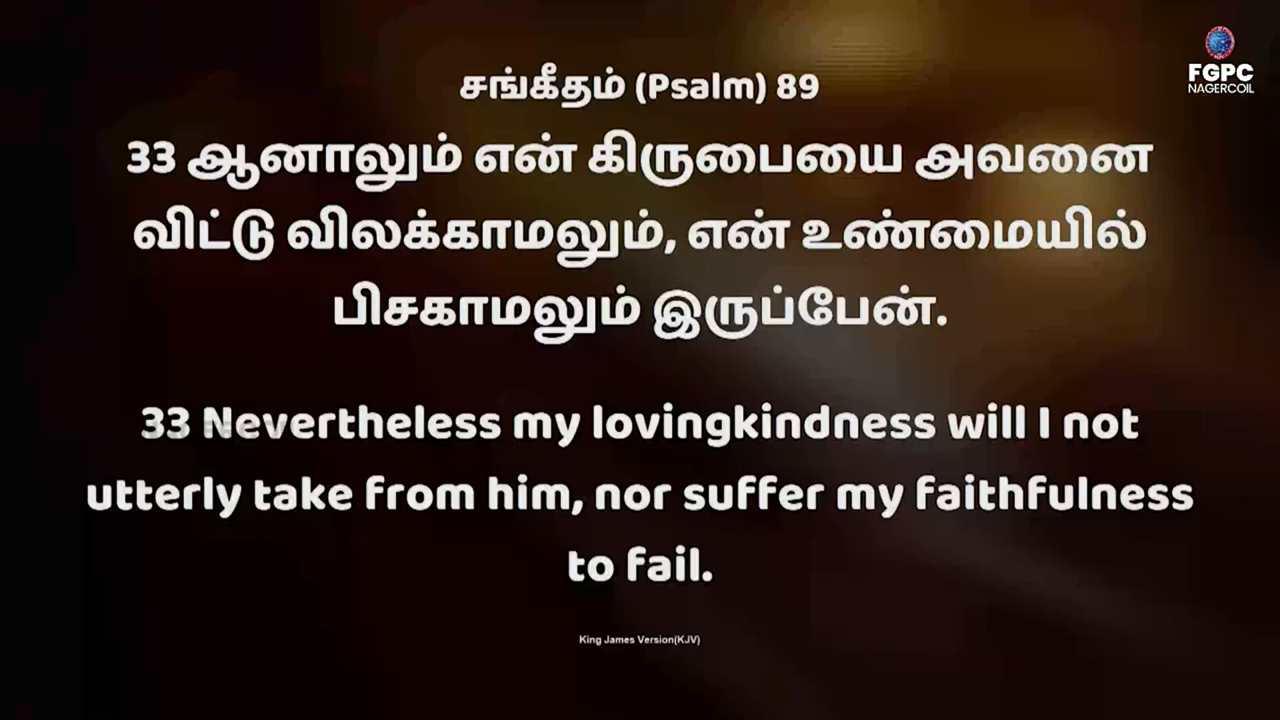 சங்கீதம் (Psalm) 89
FGPC
NAGERCOIL
33 ஆனாலும் என் கிருபையை அவனை
விட்டு விலக்காமலும், என் உண்மையில்
பிசகாமலும் இருப்பேன்.
33 Nevertheless my lovingkindness will I not
utterly take from him, nor suffer my faithfulness
to fail.
King James Version(KJV)